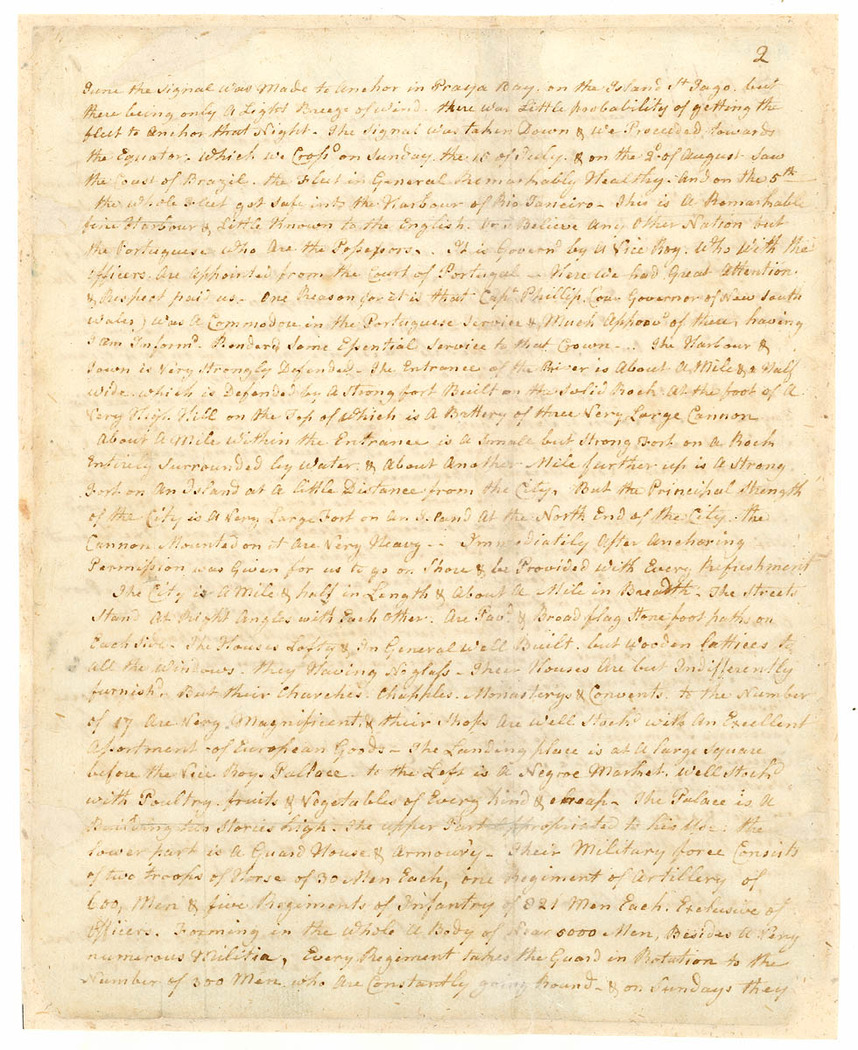 2
June the Signal was Made to Anchor in Praya Bay. on the Island St Jago. but
there being only A Light Breeze of wind. there was Little probability of getting the
fleet to Anchor that Night. The Signal was taken Down & we Proceeded towards
the Equator. Which we Crossd on Sunday the 15 of July. & on the 2d of August Saw
the Coast of Brazil. the fleet in General Remarkably Healthy. And on the 5th
the whole fleet got Safe into the Harbour of Rio Janeiro - This is A Remarkable
fine Harbour & Little Known to the English. Or I Believe Any Other Nation but
the Portuguese Who Are the Possessors. It is Governd by A Vice Roy. Who with the
Officers. Are Appointed from the Court of Portugal - Here we had Great Attention
& Respect paid us - One Reason for it is that Capt Phillip, (our Governor of New South
Wales,) was A Commodore in the Portuguese Service & Much Approvd of there, having
I am Informd. Renderd Some Essential Service to that Crown - The Harbour &
Town is Very Strongly Defended - The Entrance of the River is About A Mile & a Half
wide. which is Defended by A Strong fort Built on the Solid Rock At the foot of A
Very High Hill on the Top of which is A Battery of three Very Large Cannon
About A Mile within the Entrance is A Small but Strong Fort on A Rock
Entirely Surrounded by Water. & About Another Mile further up is A Strong
Fort on An Island at A little Distance from the City. But the Principal Strength
of the City is A Very Large Fort on An Island At the North End of the City. the
Cannon Mounted on it Are Very Heavy - Immediatily After Anchoring
Permission was Given for us to go on Shore & be Provided With Every Refreshment
The City is A Mile & half in Length & About A Mile in Breadth - The Streets
Stand At Right Angles with Each Other. Are Pavd & Broad flag Stone foot paths on
Each Side - The Houses Lofty & In General Well Built. but Wooden Lattices to
all the Windows. they Having No glass - Their Houses Are but Indifferently
furnishd. But their Churches. Chapples. Monasterys & Convents. to the Number
of 17 Are Very Magnificent, & their Shops Are Well Stockd with An Excellent
Assortment of European Goods - The Landing place is at A large Square
before the Vice Roys Pallace. to the Left is A Negroe Market. Well Stockd
with Poultry. fruits & Vegetables of Every Kind & cheap - The Palace is A
Building two Stories high. the upper Part Appropriated to his Use. the
lower part is A Guard House & Armoury - Their Military force Consists
of two troops of Horse of 30 Men Each, one regiment of Artillery of
600, Men & five Regiments of Infantry of 821 Men Each. Exclusive of
Officers. Forming in the Whole A Body of Near 5000 Men, Besides A Very
numerous Militia, Every Regiment takes the Guard in Rotation to the
Number of 300 Men. who Are Constantly going Round - & on Sundays they